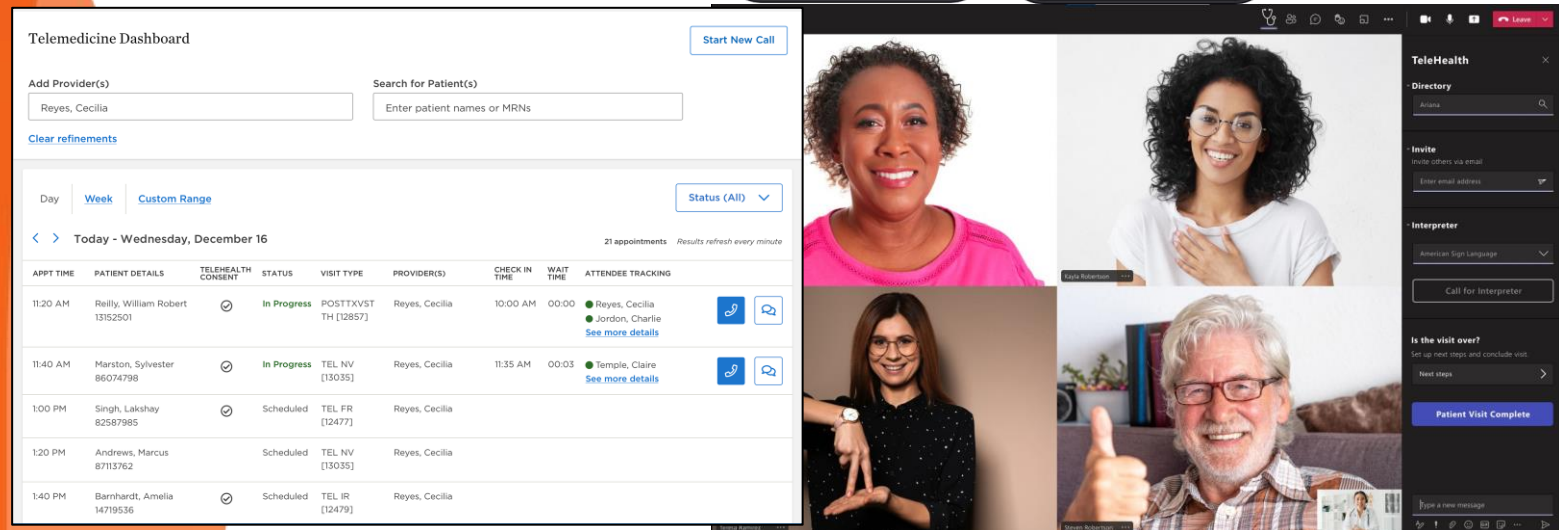 Telemedicine Dashboard
Start New Call
Add Provider(s)
Search for Patient(s)
Reyes, Cecilia
Enter patient names or MRNs
Clear refinements
Day Week Custom Range
Status (All)
Today - Wednesday, December 16
21 appointments Results refresh every minute
APPT TIME PATIENT DETAILS TELEHEALTH CONSENT STATUS VISIT TYPE PROVIDER(S) CHECK IN TIME WAIT TIME ATTENDEE TRACKING
11:20 AM Reilly, William Robert In Progress POSTTXVST Reyes, Cecilia 10:00 AM 00:00 Reyes, Cecilia
13152501 TH [12857] Jordon, Charlie
See more details
11:40 AM Marston, Sylvester In Progress TEL NV Reyes, Cecilia 11:35 AM 00:03 Temple, Claire
86074798 [13035] See more details
1:00 PM Singh, Lakshay Scheduled TEL FR Reyes, Cecilia
82587985 [12477]
1:20 PM Andrews, Marcus Scheduled TEL NV Reyes, Cecilia
87113762 [13035]
1:40 PM Barnhardt, Amelia Scheduled TEL IR Reyes, Cecilia
14719536 [12479]
Leave
Kayla Robertson
Teresa Ramirez
Steven Robertson
TeleHealth
Directory
Ariana
Invite
Invite others via email
Enter email address
Interpreter
American Sign Language
Call for Interpreter
Is the visit over?
Set up next steps and conclude visit.
Next steps
Patient Visit Complete
Type a new message